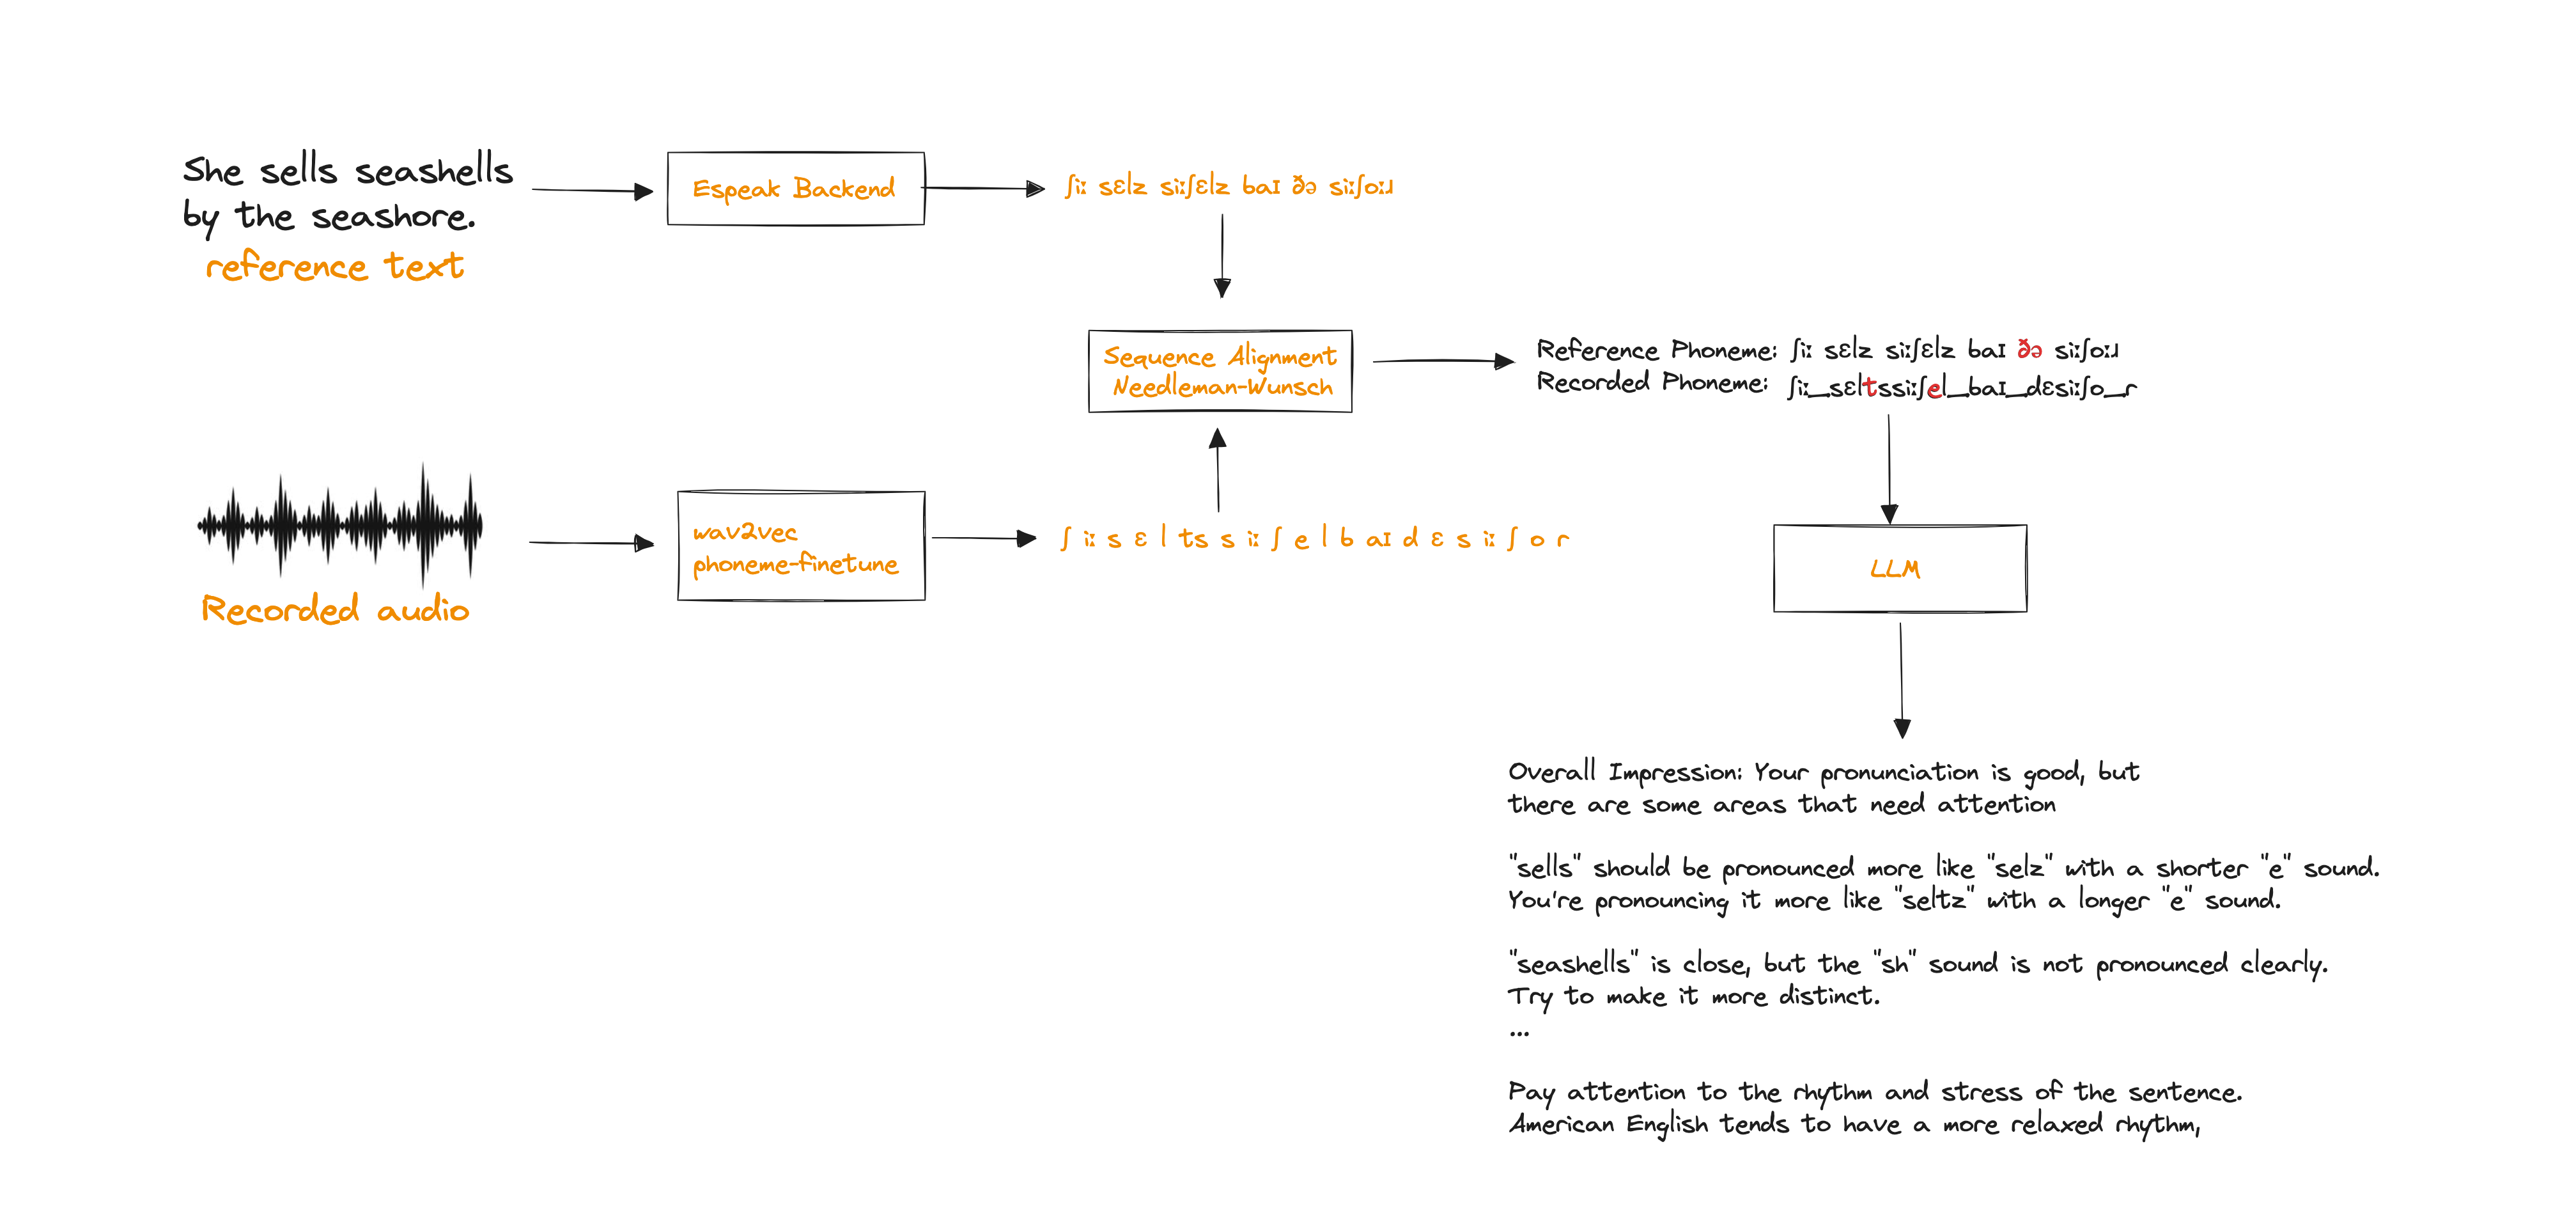 She sells seashells
by the seashore.
reference text
Espeak Backend
ʃiː sɛlz siːʃɛlz baɪ ðə siːʃoːɹ
Sequence Alignment
Needleman-Wunsch
Reference Phoneme: ʃiː sɛlz siːʃɛlz baɪ ðə siːʃoːɹ
Recorded Phoneme: ʃiː__sɛltssiːʃel__baɪ__dɛsiːʃo__r
Recorded audio
wav2vec
phoneme-finetune
ʃ iː s ɛ l ts s iː ʃ e l b aɪ d ɛ s iː ʃ o r
LLM
Overall Impression: Your pronunciation is good, but
there are some areas that need attention
"sells" should be pronounced more like "selz" with a shorter "e" sound.
You're pronouncing it more like "seltz" with a longer "e" sound.
"seashells" is close, but the "sh" sound is not pronounced clearly.
Try to make it more distinct.
...
Pay attention to the rhythm and stress of the sentence.
American English tends to have a more relaxed rhythm,